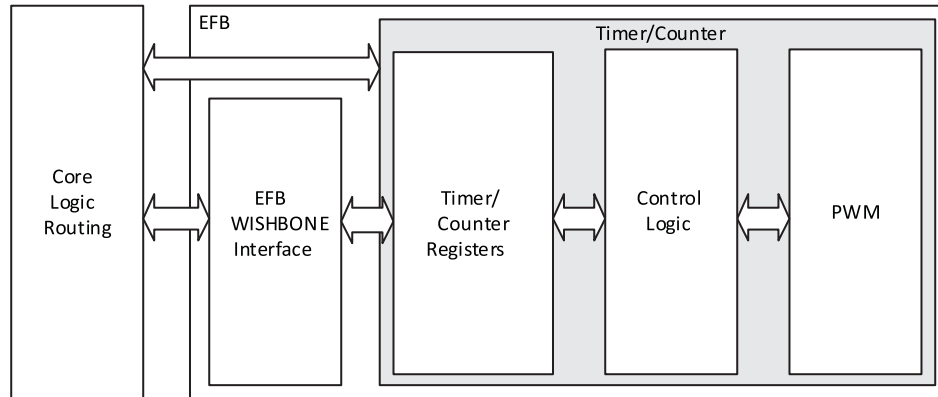 EFB
Timer/Counter
Core
Logic
Routing
EFB
WISHBONE
Interface
Timer/
Counter
Registers
Control
Logic
PWM